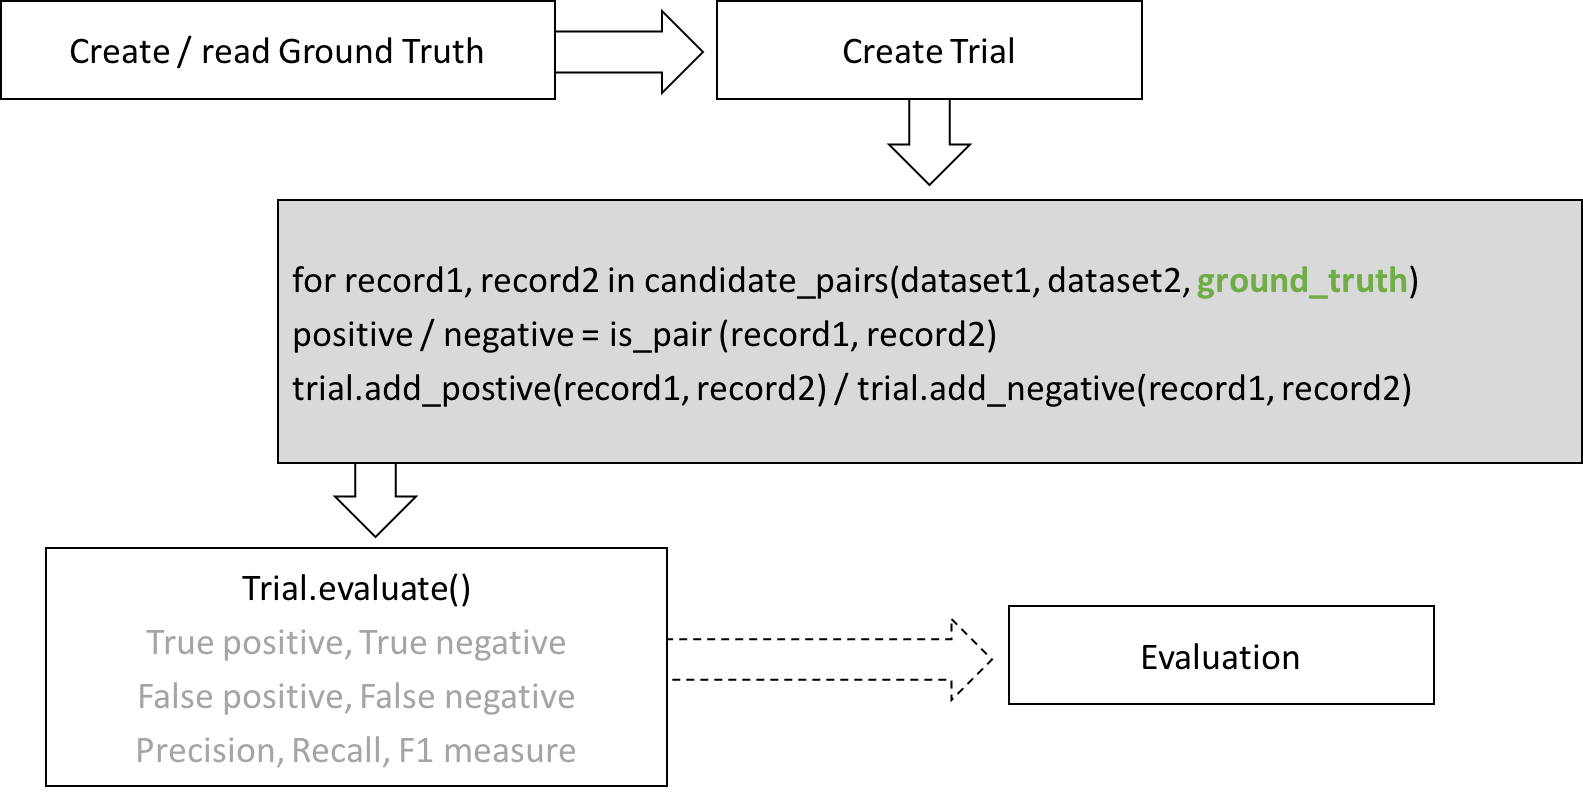 Create / read Ground Truth
Create Trial
for record1, record2 in candidate_pairs(dataset1, dataset2, ground_truth)
positive / negative = is_pair (record1, record2)
trial.add_postive(record1, record2) / trial.add_negative(record1, record2)
Trial.evaluate()
True positive, True negative
False positive, False negative
Precision, Recall, F1 measure
Evaluation